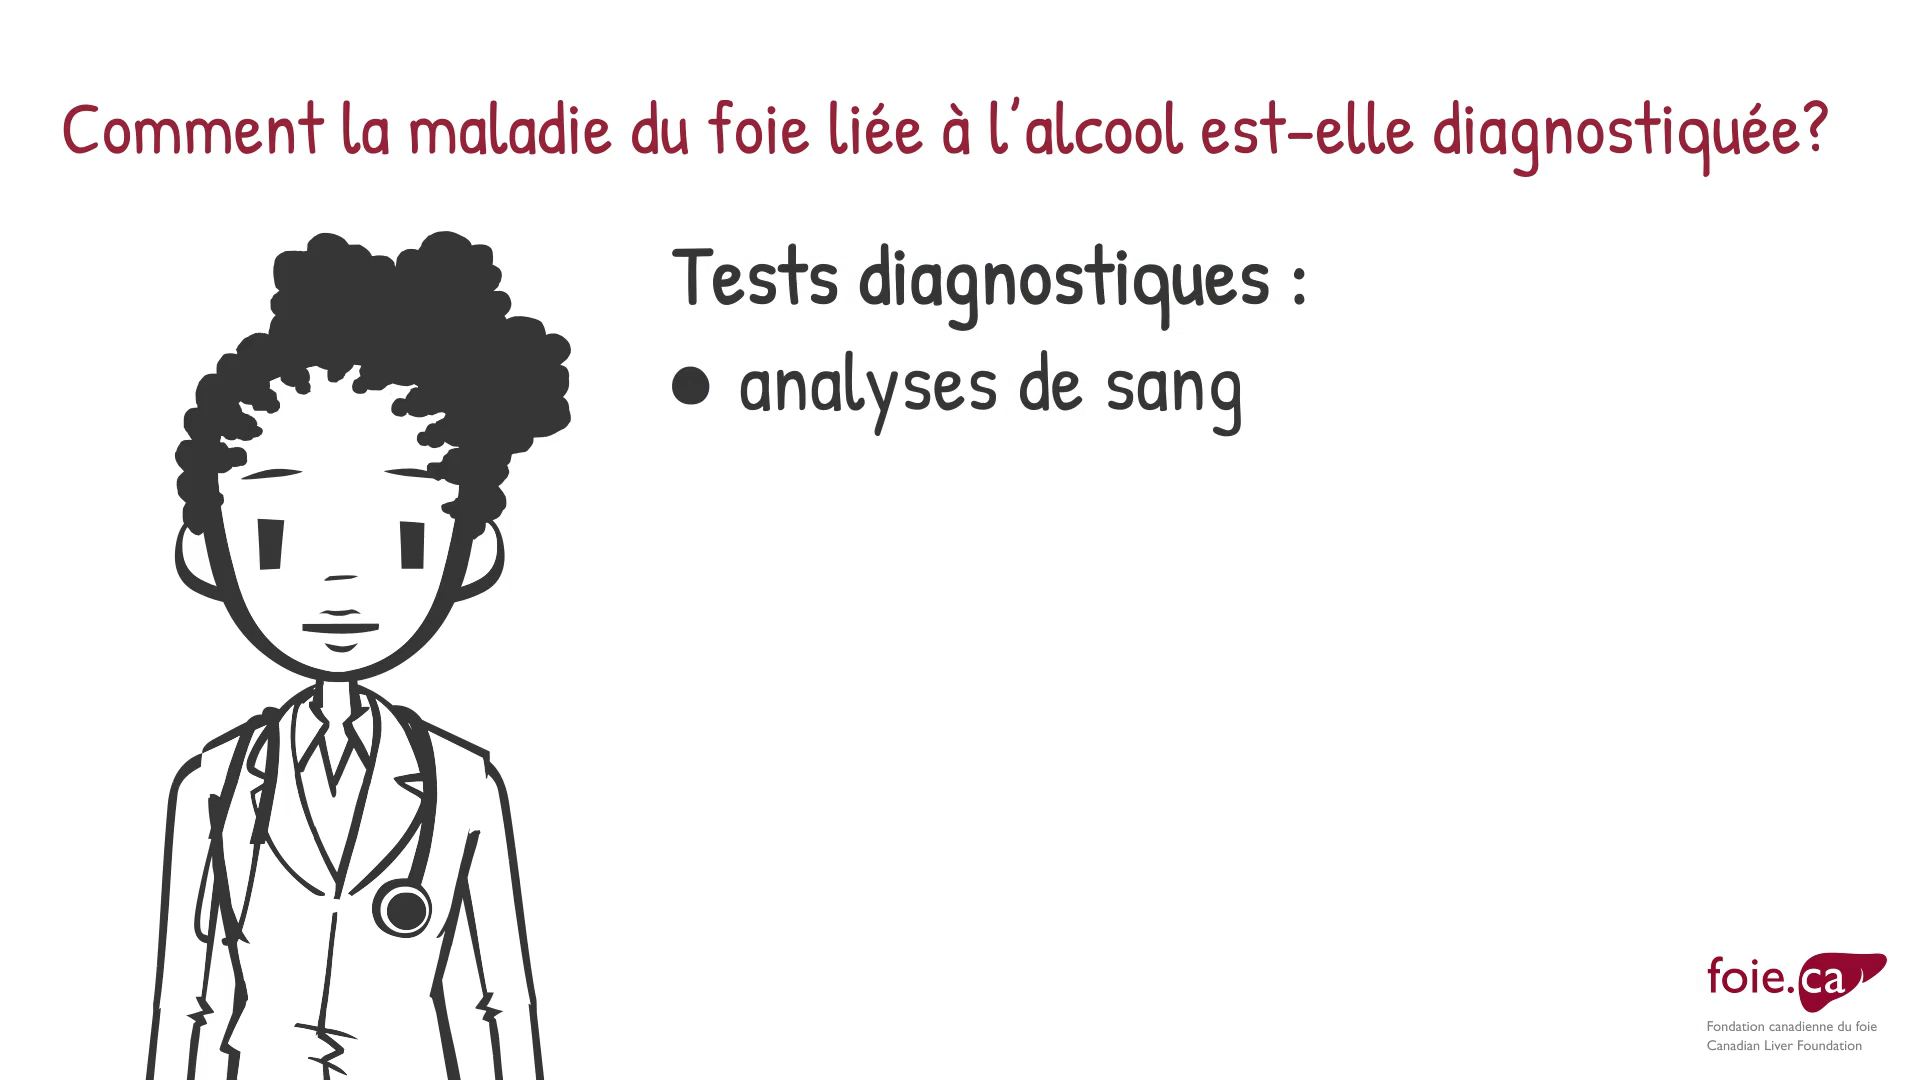 Comment la maladie du foie liée à l'alcool est-elle diagnostiquée?
Tests diagnostiques :
● analyses de sang
foie.ca
Fondation canadienne du foie
Canadian Liver Foundation